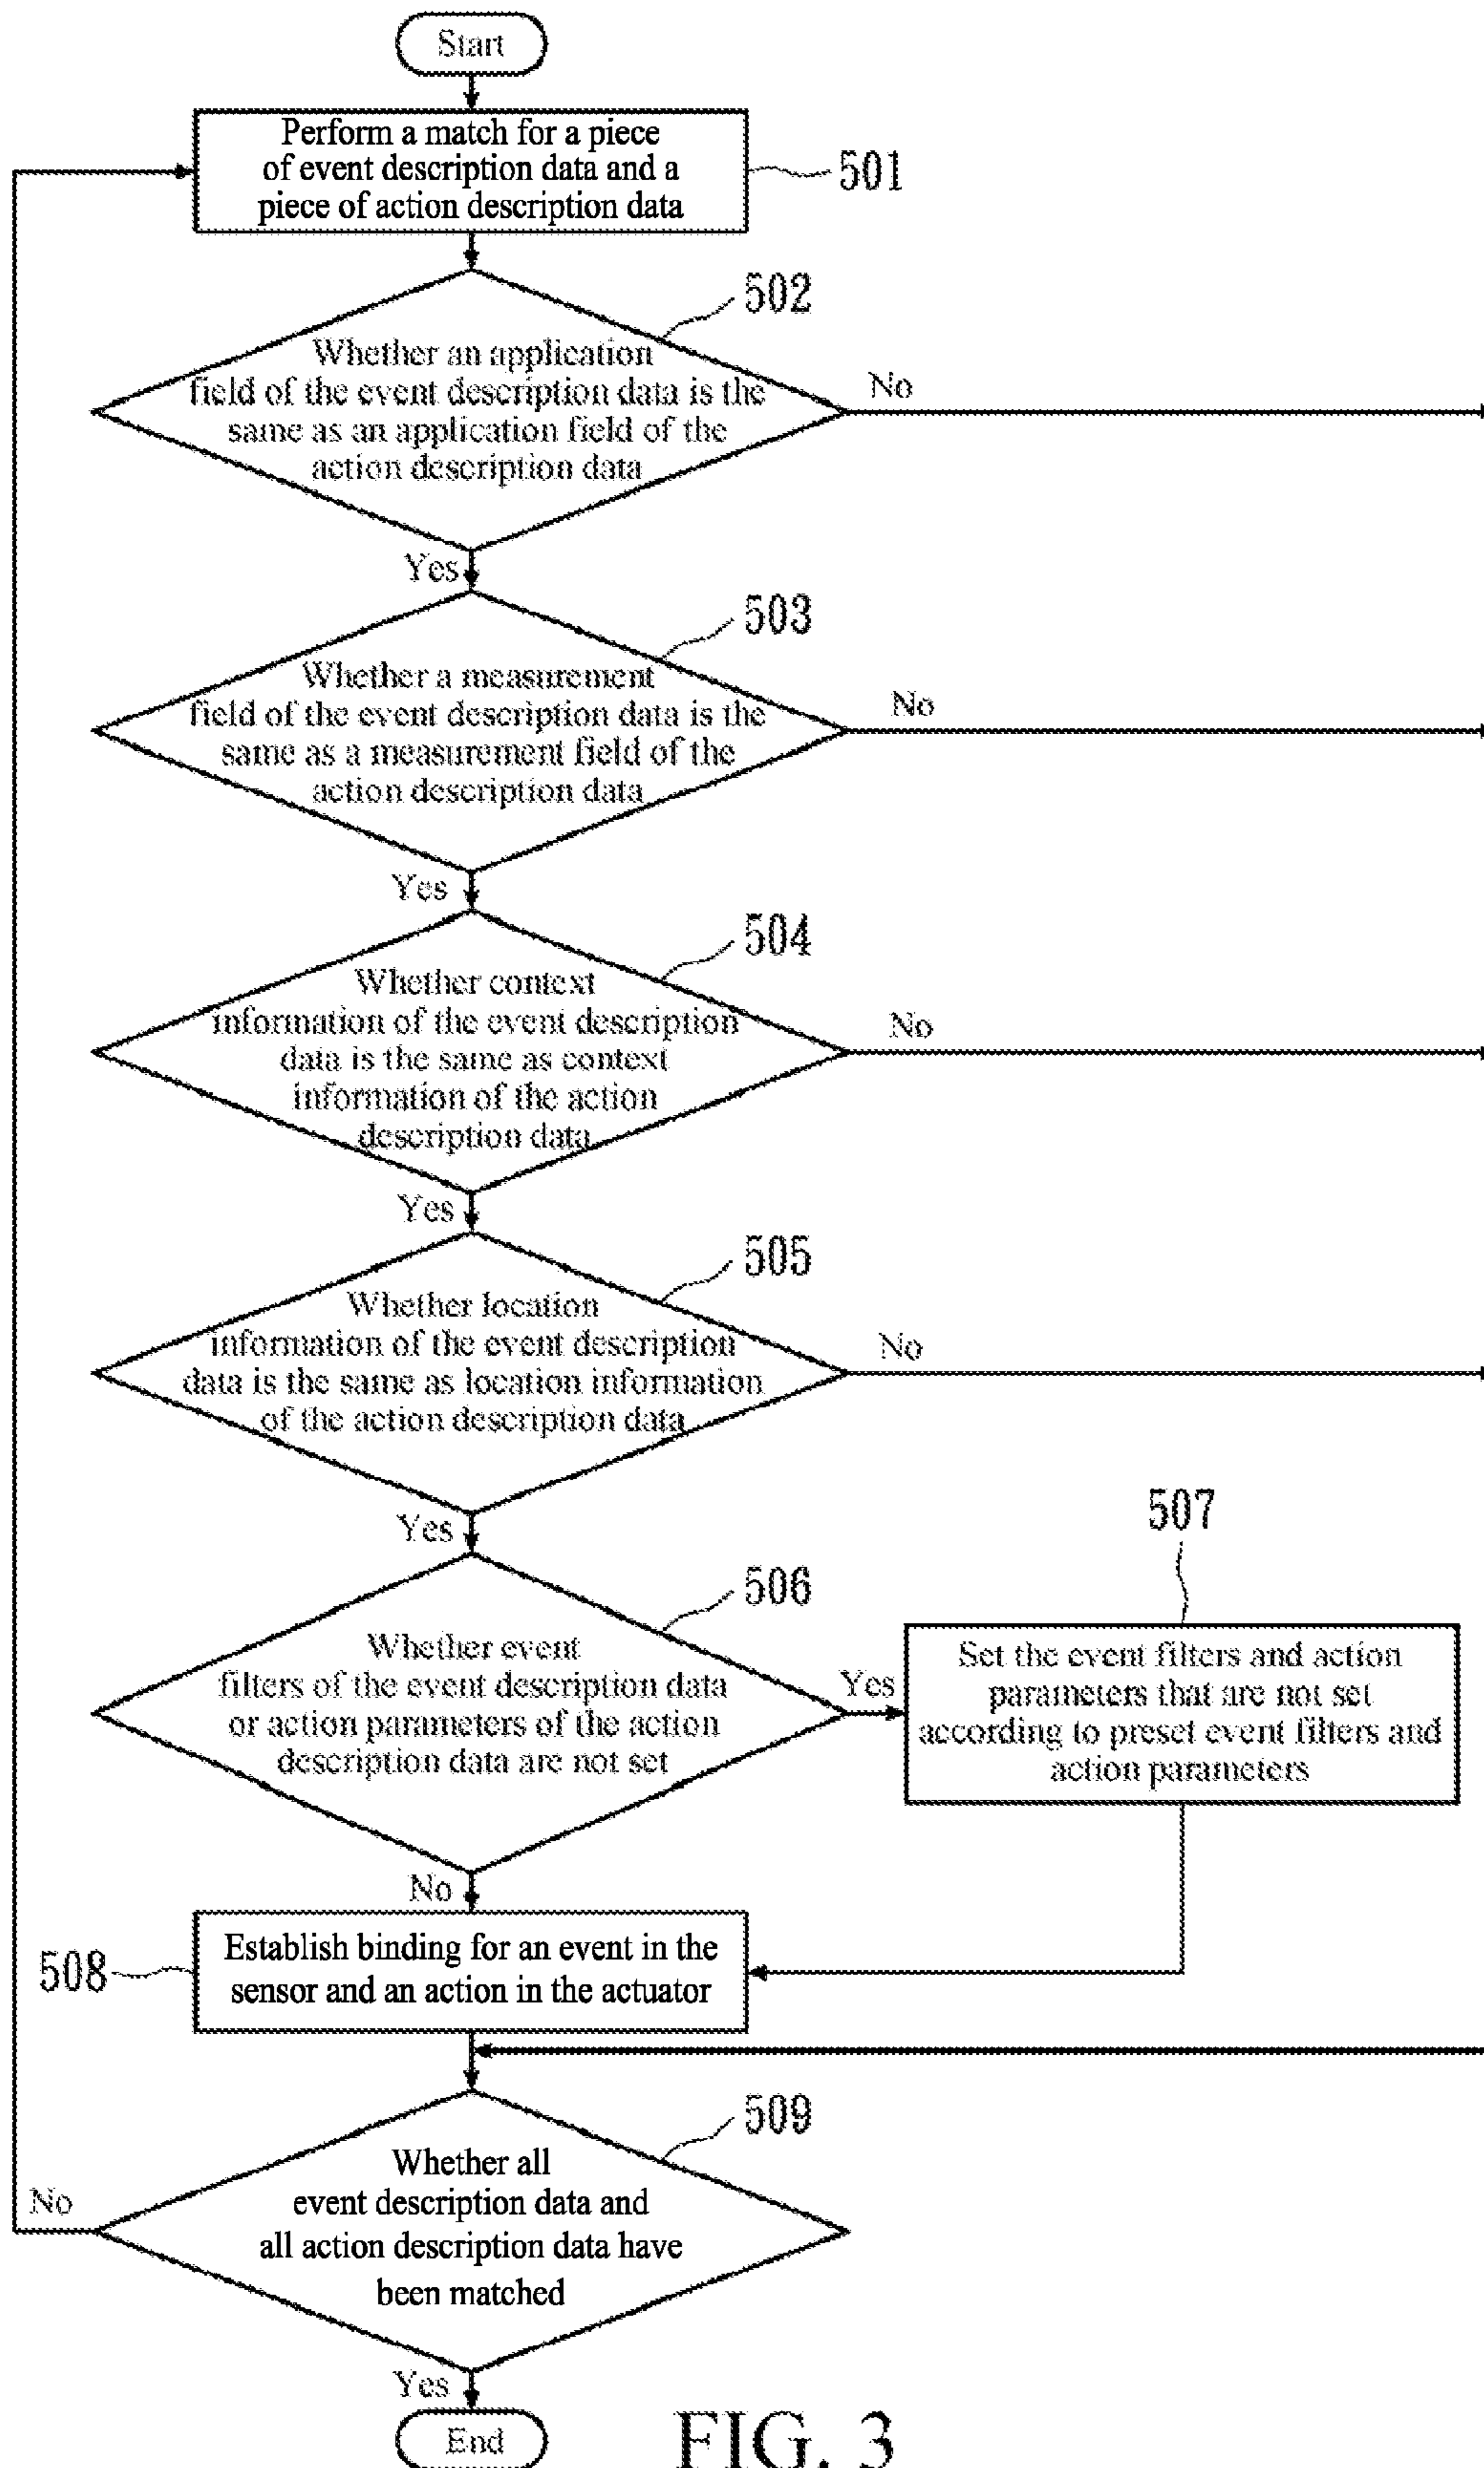 Start
Perform a match for a piece
of event description data and a
piece of action description data
501
502
Whether an application
field of the event description data is the
same as an application field of the
action description data
No
Yes
503
Whether a measurement
field of the event description data is the
same as a measurement field of the
action description data
No
Yes
504
Whether context
information of the event description
data is the same as context
information of the action
description data
No
Yes
505
Whether location
information of the event description
data is the same as location information
of the action description data
No
Yes
506
Whether event
filters of the event description data
or action parameters of the action
description data are not set
Yes
507
Set the event filters and action
parameters that are not set
according to preset event filters and
action parameters
No
508
Establish binding for an event in the
sensor and an action in the actuator
509
Whether all
event description data and
all action description data have
been matched
No
Yes
End
FIG. 3